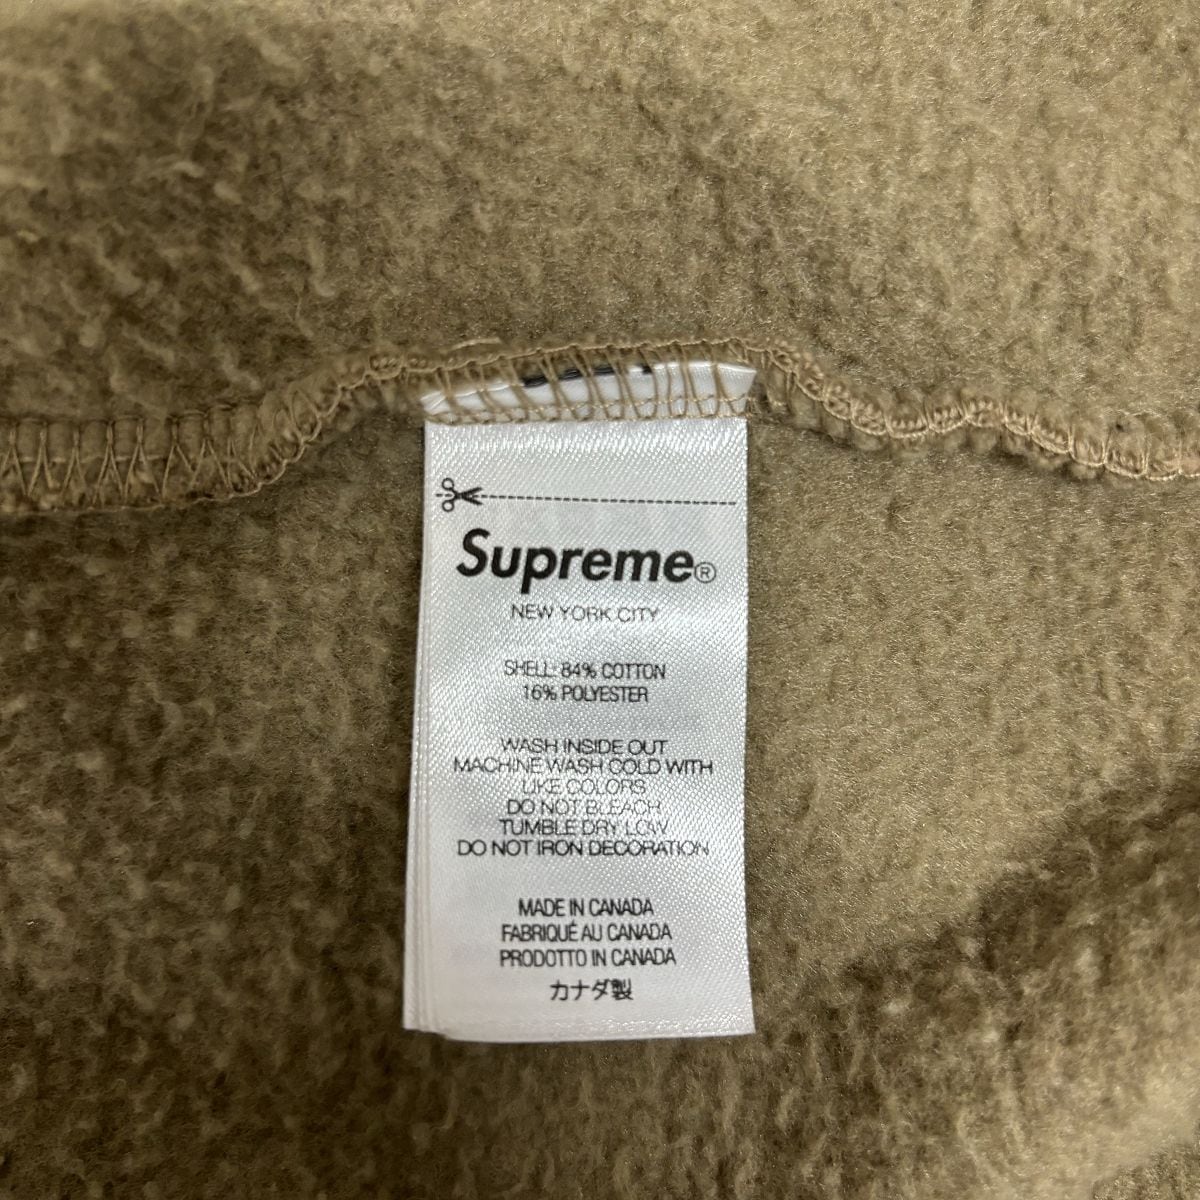 Supreme®
NEW YORK CITY
SHELL: 84% COTTON
16% POLYESTER
WASH INSIDE OUT
MACHINE WASH COLD WITH
LIKE COLORS
DO NOT BLEACH
TUMBLE DRY LOW
DO NOT IRON DECORATION
MADE IN CANADA
FABRIQUÉ AU CANADA
PRODOTTO IN CANADA
カナダ製